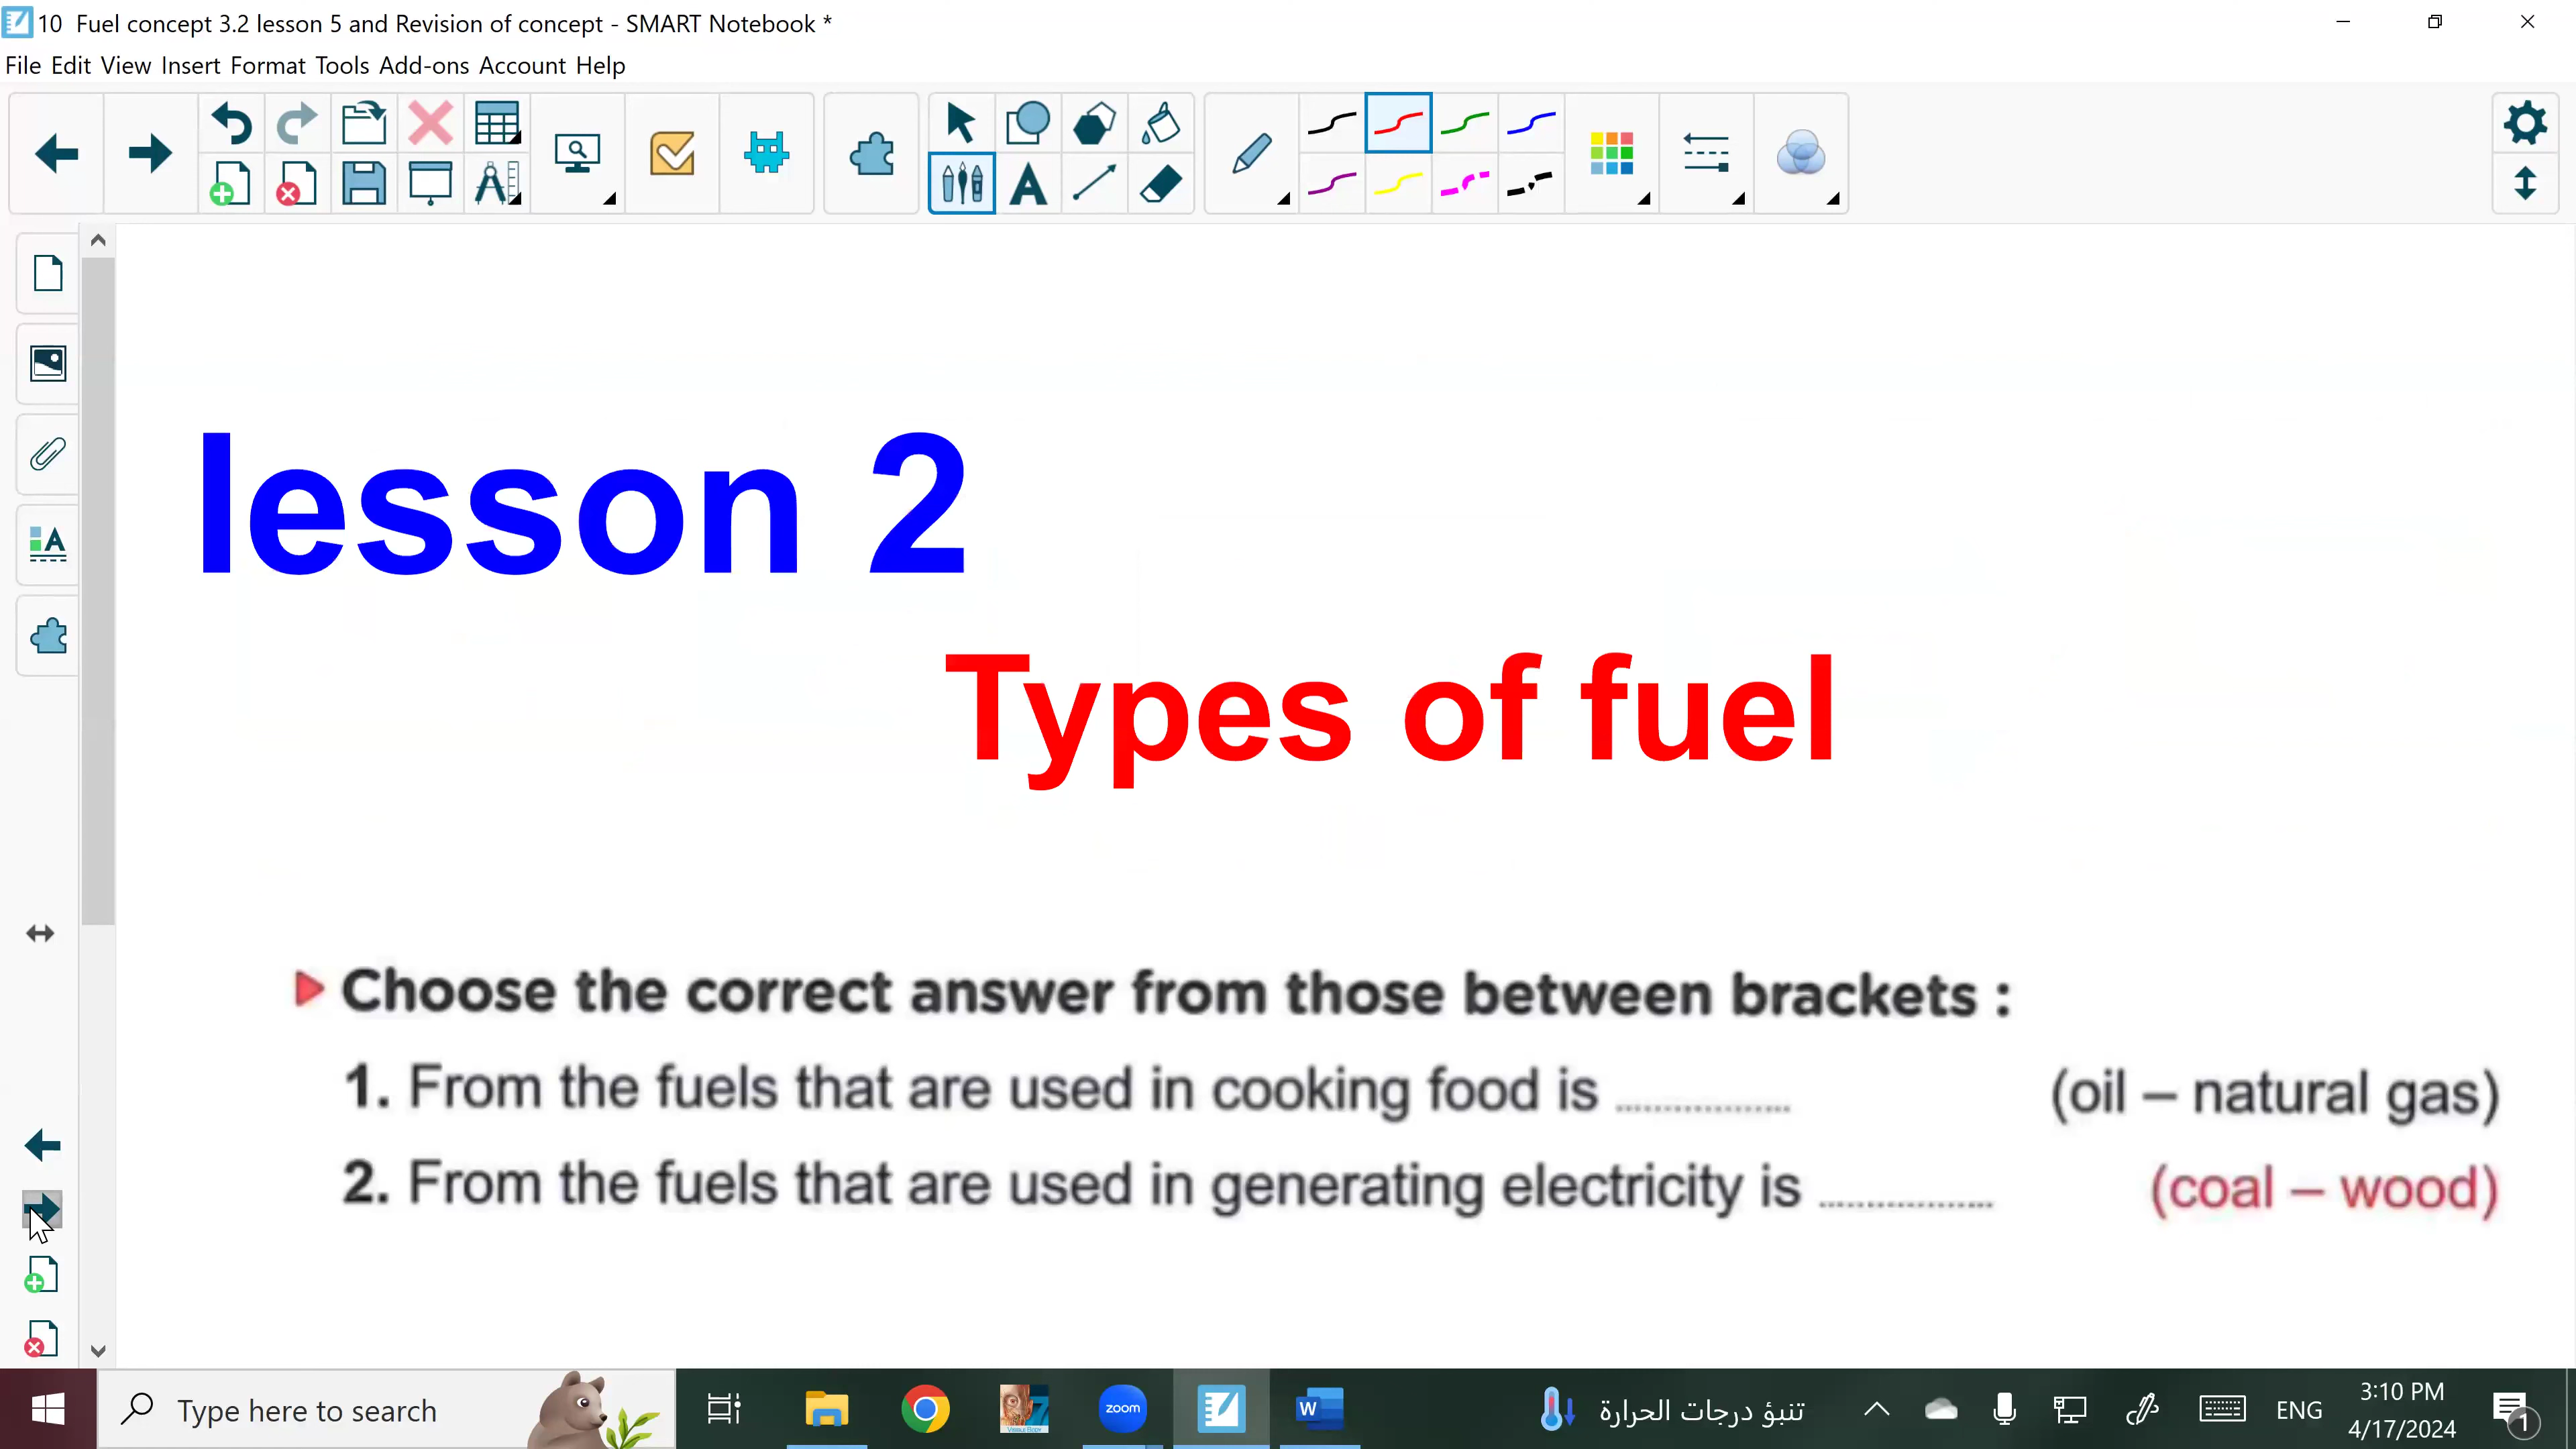 10 Fuel concept 3.2 lesson 5 and Revision of concept - SMART Notebook *
File Edit View Insert Format Tools Add-ons Account Help
lesson 2
Types of fuel
Choose the correct answer from those between brackets :
1. From the fuels that are used in cooking food is ................ (oil – natural gas)
2. From the fuels that are used in generating electricity is ................ (coal – wood)
Type here to search
zoom
W
تنبؤ درجات الحرارة
ENG
3:10 PM
4/17/2024
1